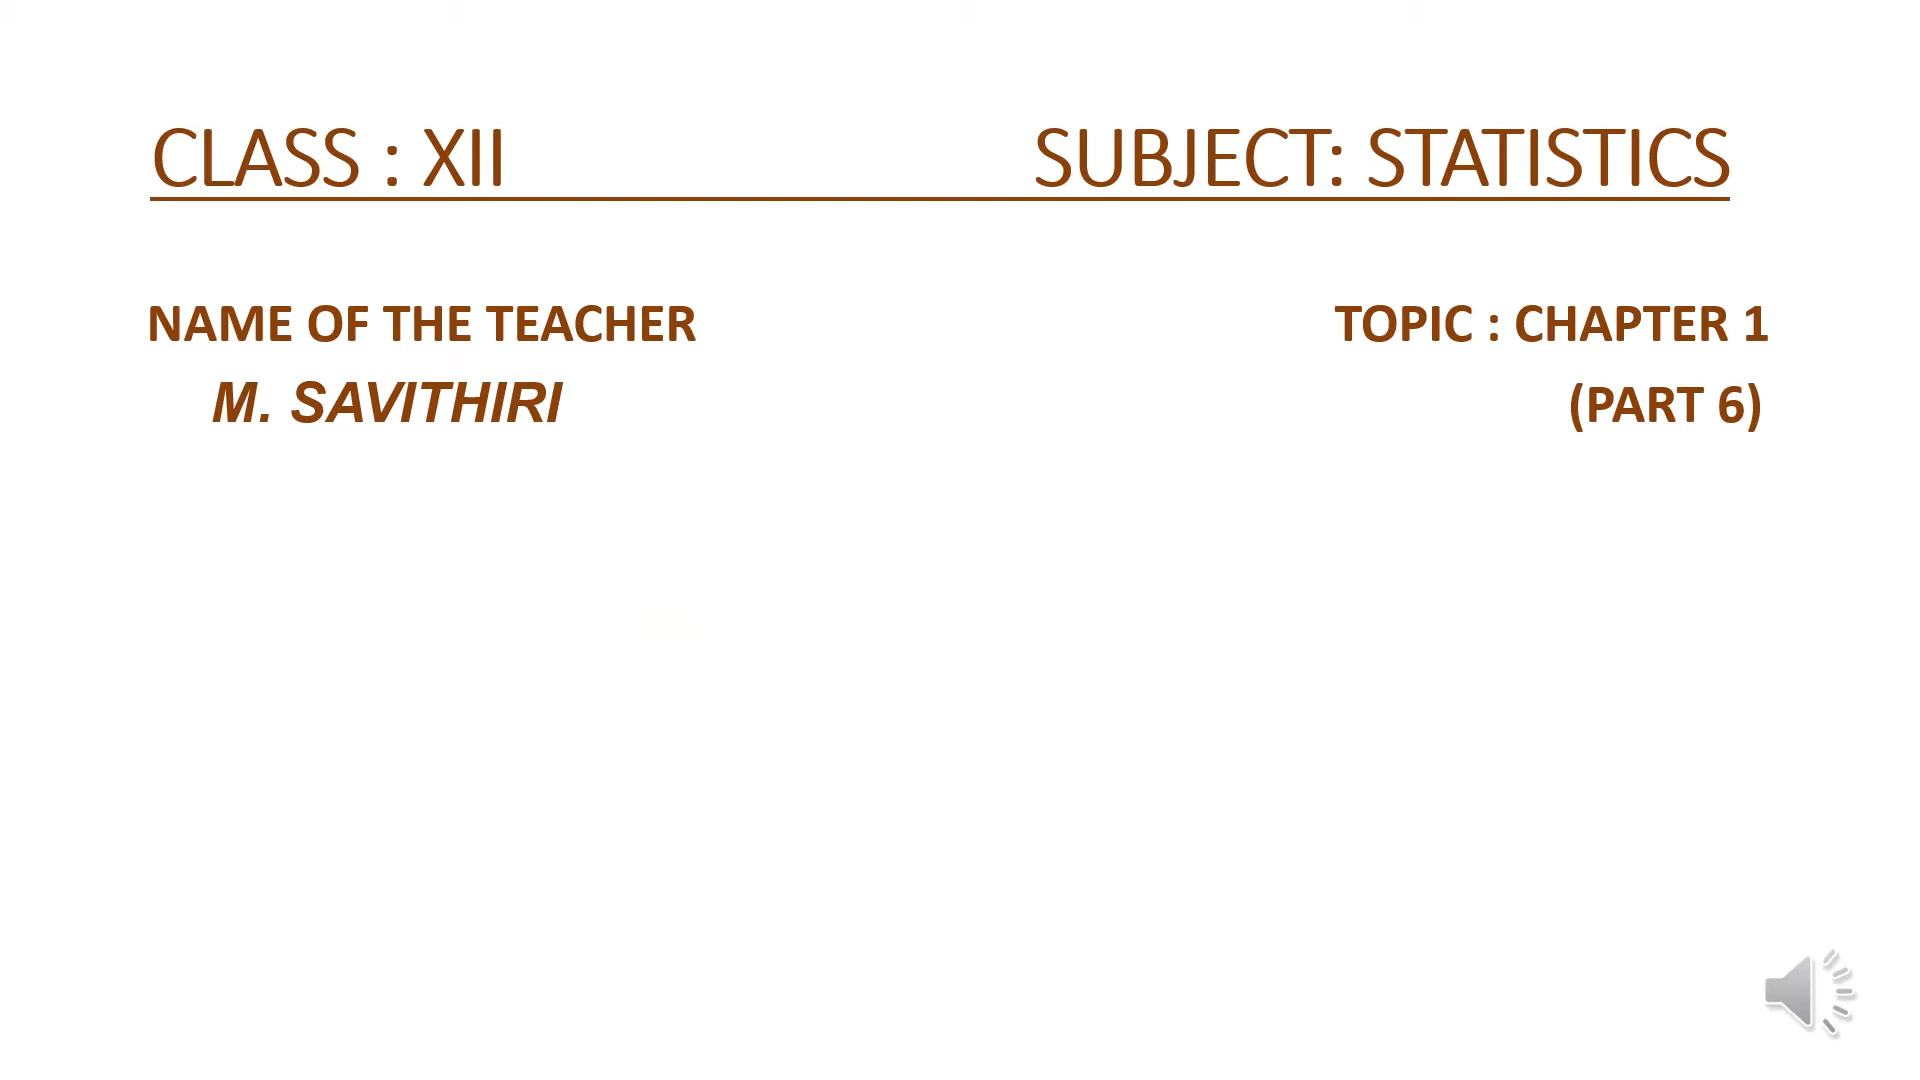 CLASS : XII SUBJECT: STATISTICS
NAME OF THE TEACHER TOPIC : CHAPTER 1
M. SAVITHIRI (PART 6)